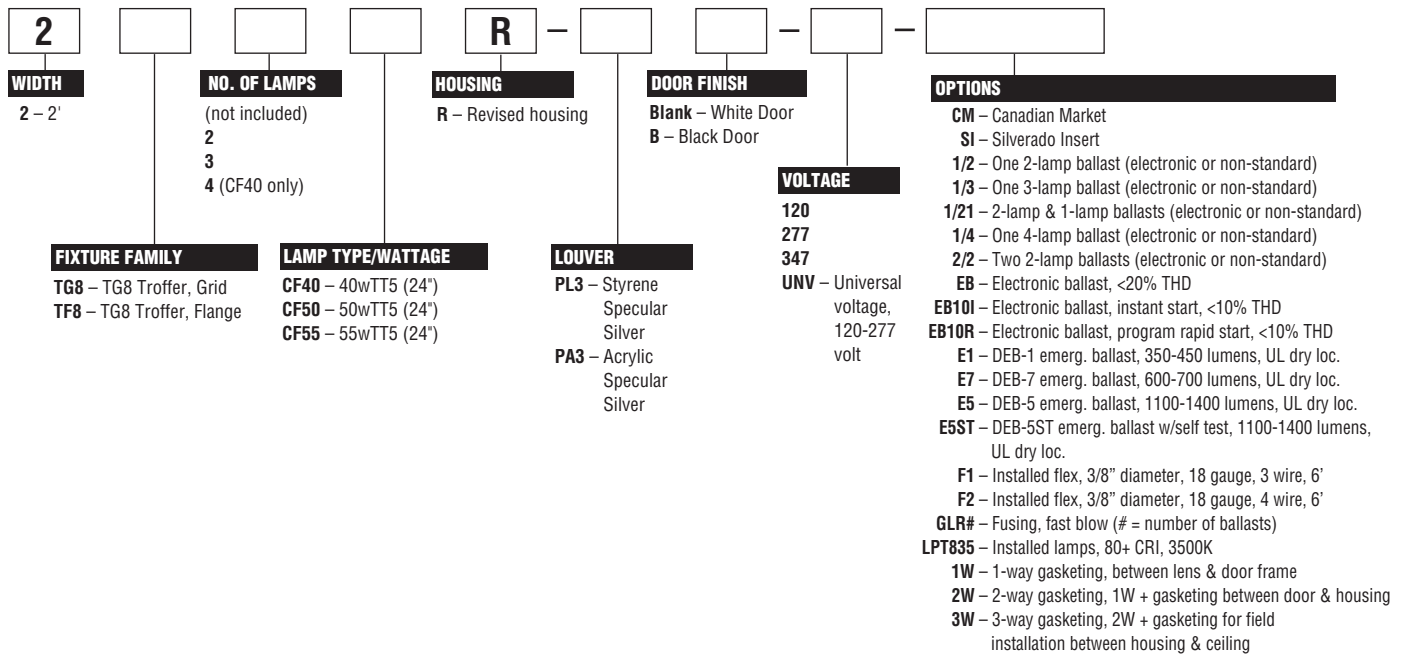 2
R – – –
WIDTH
2 – 2'
NO. OF LAMPS
(not included)
2
3
4 (CF40 only)
HOUSING
R – Revised housing
DOOR FINISH
Blank – White Door
B – Black Door
FIXTURE FAMILY
TG8 – TG8 Troffer, Grid
TF8 – TG8 Troffer, Flange
LAMP TYPE/WATTAGE
CF40 – 40wTT5 (24")
CF50 – 50wTT5 (24")
CF55 – 55wTT5 (24")
LOUVER
PL3 – Styrene
Specular
Silver
PA3 – Acrylic
Specular
Silver
VOLTAGE
120
277
347
UNV – Universal
voltage,
120-277
volt
OPTIONS
CM – Canadian Market
SI – Silverado Insert
1/2 – One 2-lamp ballast (electronic or non-standard)
1/3 – One 3-lamp ballast (electronic or non-standard)
1/21 – 2-lamp & 1-lamp ballasts (electronic or non-standard)
1/4 – One 4-lamp ballast (electronic or non-standard)
2/2 – Two 2-lamp ballasts (electronic or non-standard)
EB – Electronic ballast, <20% THD
EB10I – Electronic ballast, instant start, <10% THD
EB10R – Electronic ballast, program rapid start, <10% THD
E1 – DEB-1 emerg. ballast, 350-450 lumens, UL dry loc.
E7 – DEB-7 emerg. ballast, 600-700 lumens, UL dry loc.
E5 – DEB-5 emerg. ballast, 1100-1400 lumens, UL dry loc.
E5ST – DEB-5ST emerg. ballast w/self test, 1100-1400 lumens,
UL dry loc.
F1 – Installed flex, 3/8” diameter, 18 gauge, 3 wire, 6’
F2 – Installed flex, 3/8” diameter, 18 gauge, 4 wire, 6’
GLR# – Fusing, fast blow (# = number of ballasts)
LPT835 – Installed lamps, 80+ CRI, 3500K
1W – 1-way gasketing, between lens & door frame
2W – 2-way gasketing, 1W + gasketing between door & housing
3W – 3-way gasketing, 2W + gasketing for field
installation between housing & ceiling